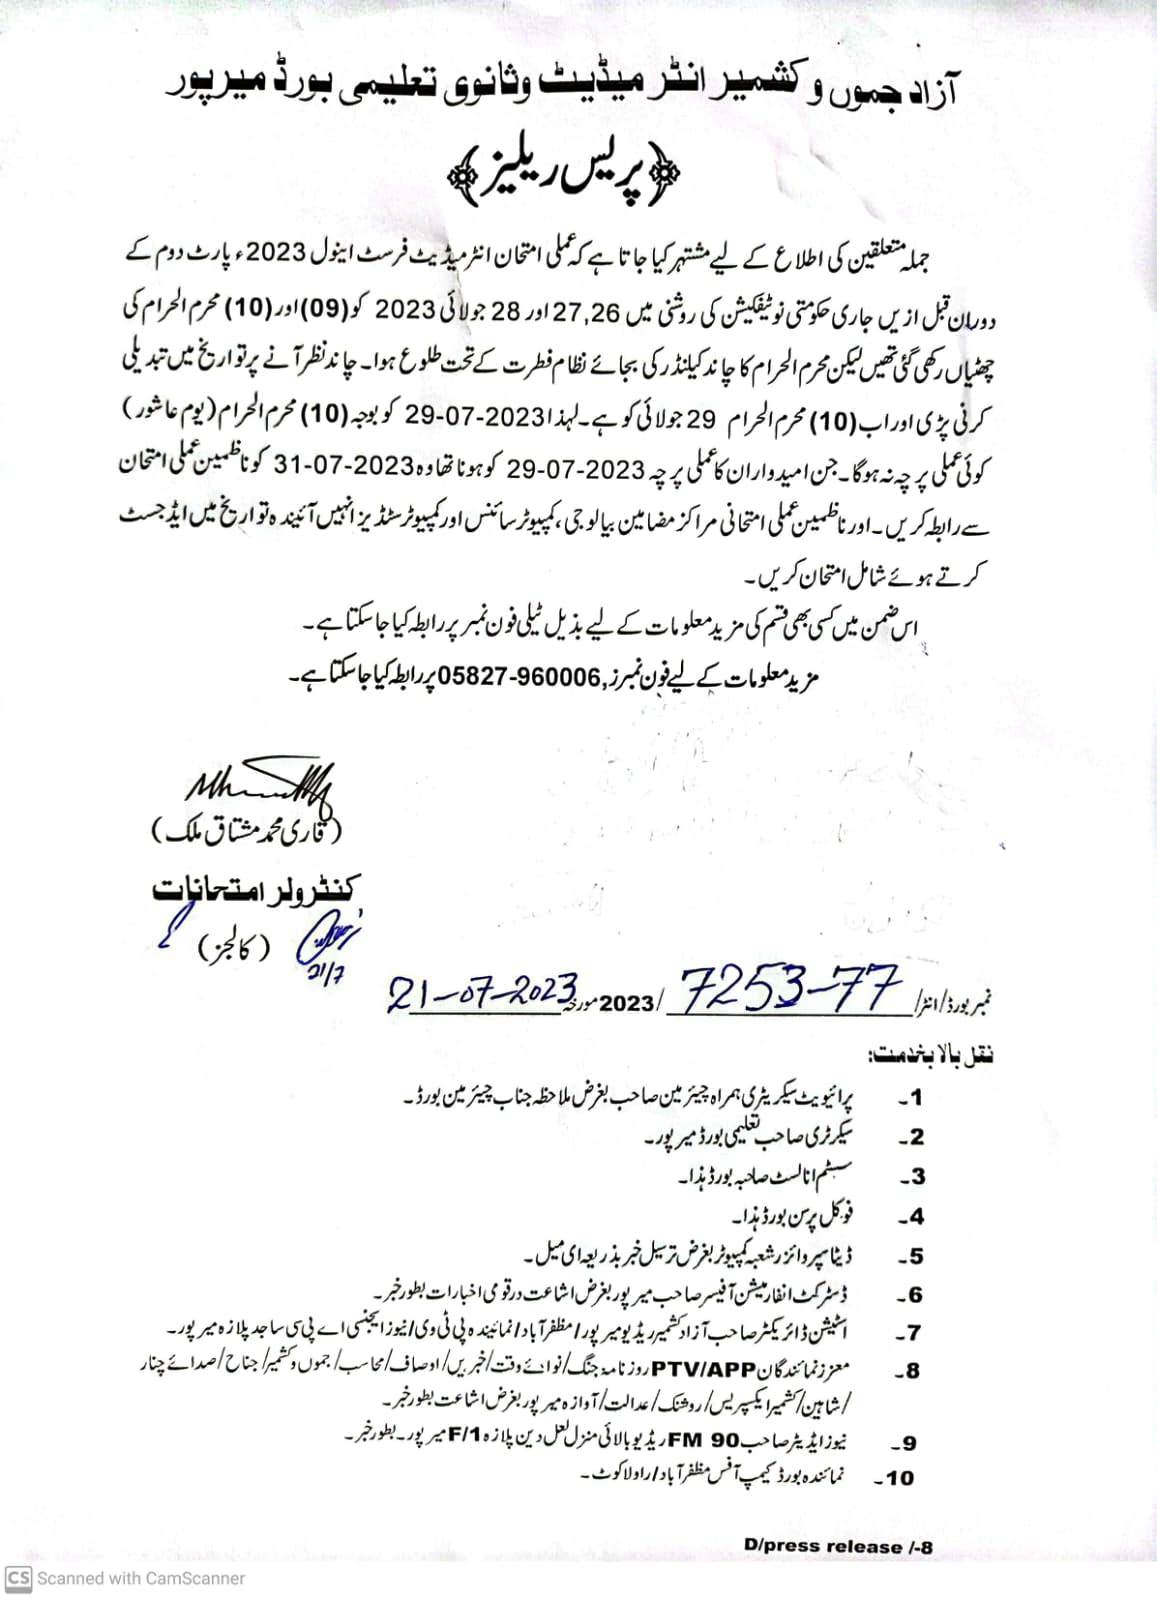 آزاد جموں و کشمیر انٹرمیڈیٹ و ثانوی تعلیمی بورڈ میرپور
﴿پریس ریلیز﴾
جملہ متعلقین کی اطلاع کے لیے مشتہر کیا جاتا ہے کہ عملی امتحان انٹرمیڈیٹ فرسٹ اینول 2023ء پارٹ دوم کے
دوران قبل ازیں جاری حکومتی نوٹیفکیشن کی روشنی میں 27,26 اور 28 جولائی 2023 کو (09) اور (10) محرم الحرام کی
چھٹیاں رکھی گئی تھیں لیکن محرم الحرام کا چاند کیلنڈر کی بجائے نظام فطرت کے تحت طلوع ہوا۔ چاند نظر آنے پر تواریخ میں تبدیلی
کرنی پڑی اور اب (10) محرم الحرام 29 جولائی کو ہے۔ لہذا 29-07-2023 کو بوجہ (10) محرم الحرام (یوم عاشور)
کوئی عملی پرچہ نہ ہوگا۔ جن امیدواران کا عملی پرچہ 29-07-2023 کو ہونا تھا وہ 31-07-2023 کو ناظمین عملی امتحان
سے رابطہ کریں۔ اور ناظمین عملی امتحانی مراکز مضامین بیالوجی، کمپیوٹر سائنس اور کمپیوٹر سٹڈیز انہیں آئیندہ تواریخ میں ایڈجسٹ
کرتے ہوئے شامل امتحان کریں۔
اس ضمن میں کسی بھی قسم کی مزید معلومات کے لیے بذیل ٹیلی فون نمبر پر رابطہ کیا جا سکتا ہے۔
مزید معلومات کے لیے فون نمبرز ,05827-960006 پر رابطہ کیا جا سکتا ہے۔
(قاری محمد مشتاق ملک)
کنٹرولر امتحانات
(کالجز)
21/7
نمبر بورڈ/انٹر/ 7253-77 /2023 مورخہ 21-07-2023
نقل بالا بخدمت:
1۔ پرائیویٹ سیکریٹری ہمراہ چیئرمین صاحب بغرض ملاحظہ جناب چیئرمین بورڈ۔
2۔ سیکرٹری صاحب تعلیمی بورڈ میرپور۔
3۔ سسٹم انالسٹ صاحبہ بورڈ ہذا۔
4۔ فوکل پرسن بورڈ ہذا۔
5۔ ڈیٹا سپروائزر شعبہ کمپیوٹر بغرض ترسیل خبر بذریعہ ای میل۔
6۔ ڈسٹرکٹ انفارمیشن آفیسر صاحب میرپور بغرض اشاعت در قومی اخبارات بطور خبر۔
7۔ اسٹیشن ڈائریکٹر صاحب آزاد کشمیر ریڈیو میرپور/مظفرآباد/نمائیندہ پی ٹی وی/نیوز ایجنسی اے پی سی ساجد پلازہ میرپور۔
8۔ معزز نمائندگان PTV/APP روزنامہ جنگ/نوائے وقت/خبریں/اوصاف/محاسب/جموں و کشمیر/جناح/صدائے چنار
/شاہین/کشمیر ایکسپریس/روشنک/عدالت/آوازہ میرپور بغرض اشاعت بطور خبر۔
9۔ نیوز ایڈیٹر صاحب FM 90 ریڈیو بالائی منزل لعل دین پلازہ F/1 میرپور۔ بطور خبر۔
10۔ نمائندہ بورڈ کیمپ آفس مظفرآباد/راولاکوٹ۔
D/press release /-8
CS Scanned with CamScanner